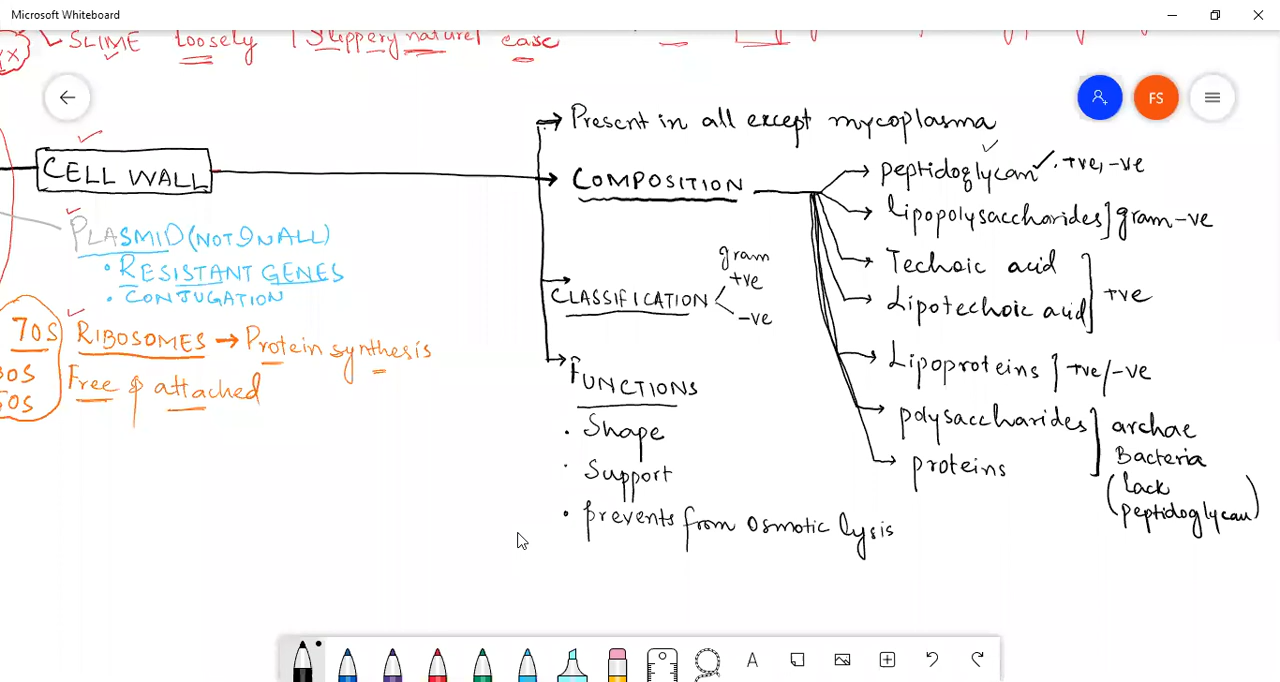 Microsoft Whiteboard
SLIME Loosely | Slippery nature| ease
FS
CELL WALL
PLASMID (NOT IN ALL)
• RESISTANT GENES
• CONJUGATION
70S
RIBOSOMES → Protein synthesis
Free & attached
→ Present in all except mycoplasma
→ COMPOSITION
peptidoglycan ✓ • +ve, -ve
lipopolysaccharides] gram -ve
Techoic acid
Lipotechoic acid] +ve
Lipoproteins } +ve/-ve
polysaccharides
proteins
archae
Bacteria
(lack
peptidoglycan)
CLASSIFICATION
gram
+ve
-ve
FUNCTIONS
• Shape
• Support
• prevents from osmotic lysis
A